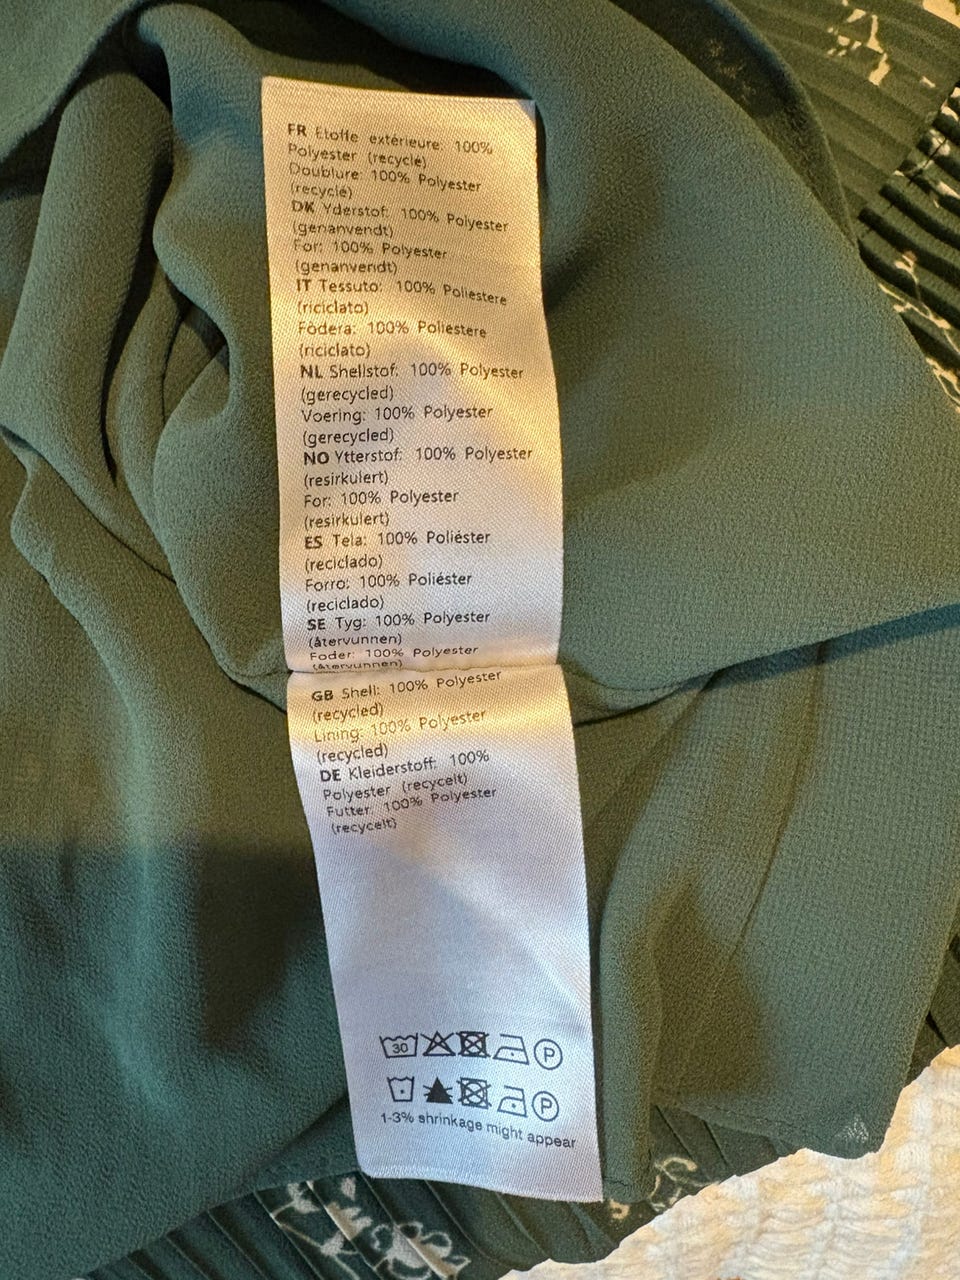 FR Etoffe extérieure: 100%
Polyester (recyclé)
Doublure: 100% Polyester
(recyclé)
DK Yderstof: 100% Polyester
(genanvendt)
For: 100% Polyester
(genanvendt)
IT Tessuto: 100% Poliestere
(riciclato)
Fodera: 100% Poliestere
(riciclato)
NL Shellstof: 100% Polyester
(gerecycled)
Voering: 100% Polyester
(gerecycled)
NO Ytterstof: 100% Polyester
(resirkulert)
For: 100% Polyester
(resirkulert)
ES Tela: 100% Poliéster
(reciclado)
Forro: 100% Poliéster
(reciclado)
SE Tyg: 100% Polyester
(återvunnen)
Foder: 100% Polyester
(återvunnen)
GB Shell: 100% Polyester
(recycled)
Lining: 100% Polyester
(recycled)
DE Kleiderstoff: 100%
Polyester (recycelt)
Futter: 100% Polyester
(recycelt)
30 P
P
1-3% shrinkage might appear